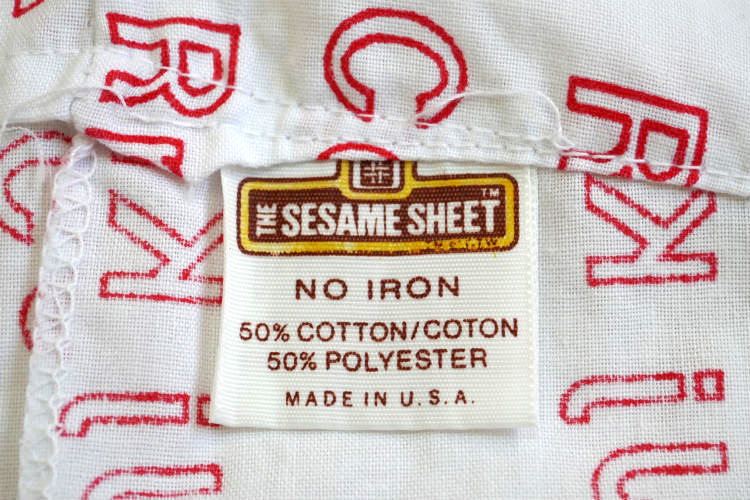 THE SESAME SHEET™
NO IRON
50% COTTON/COTON
50% POLYESTER
MADE IN U.S.A.